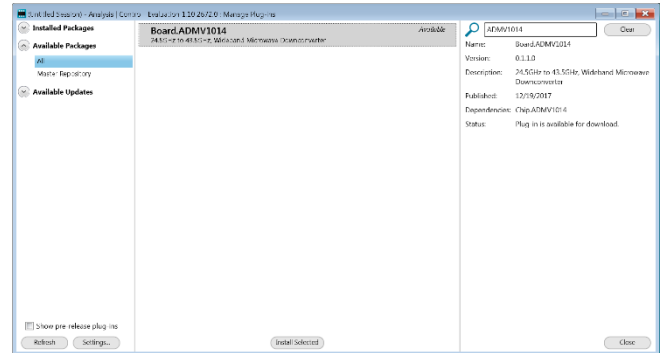 (Untitled Session) - Analysis | Control | Evaluation 1.10.2672.0 : Manage Plug-ins
Installed Packages
Available Packages
All
Master Repository
Available Updates
Board.ADMV1014 Available
24.5GHz to 43.5GHz, Wideband Microwave Downconverter
ADMV1014 Clear
Name: Board.ADMV1014
Version: 0.1.1.0
Description: 24.5GHz to 43.5GHz, Wideband Microwave
Downconverter
Published: 12/19/2017
Dependencies: Chip.ADMV1014
Status: Plug-in is available for download.
Show pre-release plug-ins
Refresh Settings... Install Selected Close